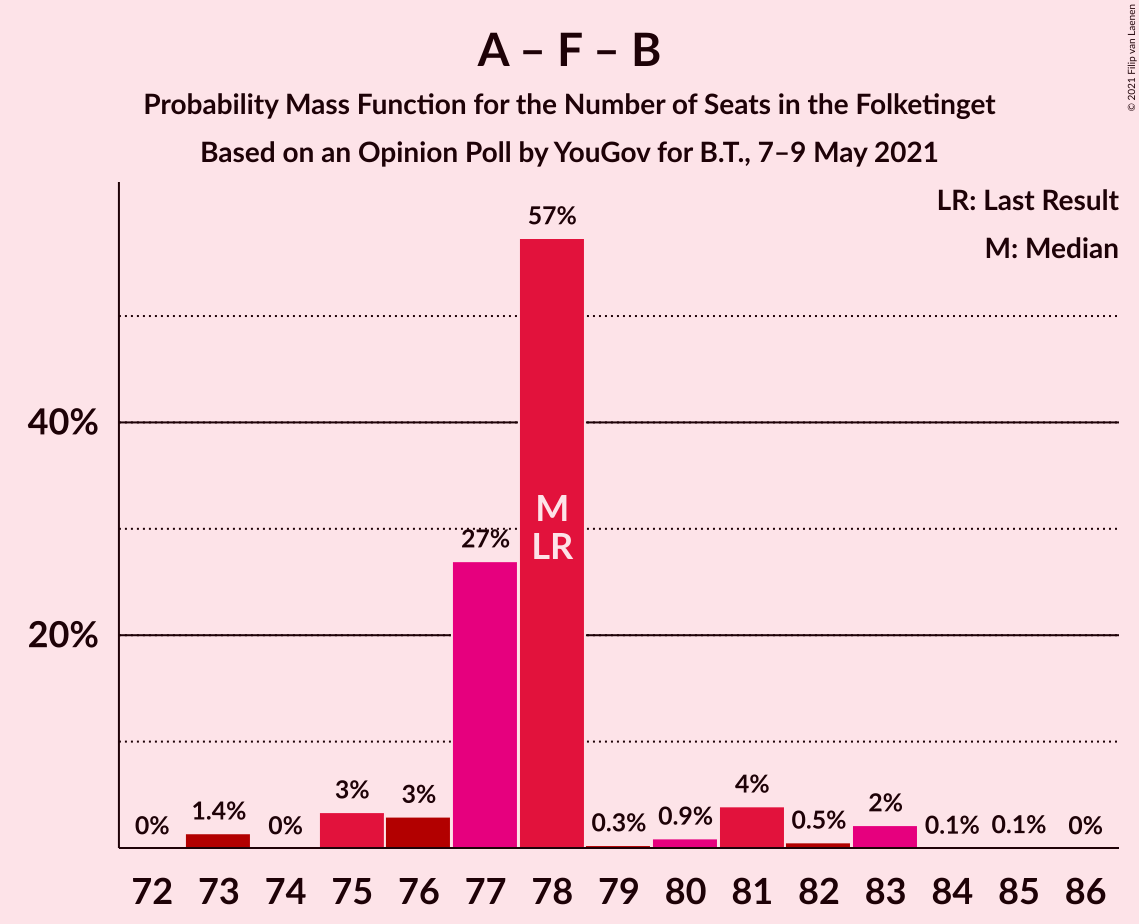 A – F – B
Probability Mass Function for the Number of Seats in the Folketinget
Based on an Opinion Poll by YouGov for B.T., 7–9 May 2021
© 2021 Filip van Laenen
LR: Last Result
M: Median
57%
40%
M
LR
27%
20%
0%
1.4%
0%
3%
3%
0.3%
0.9%
4%
0.5%
2%
0.1%
0.1%
0%
72 73 74 75 76 77 78 79 80 81 82 83 84 85 86